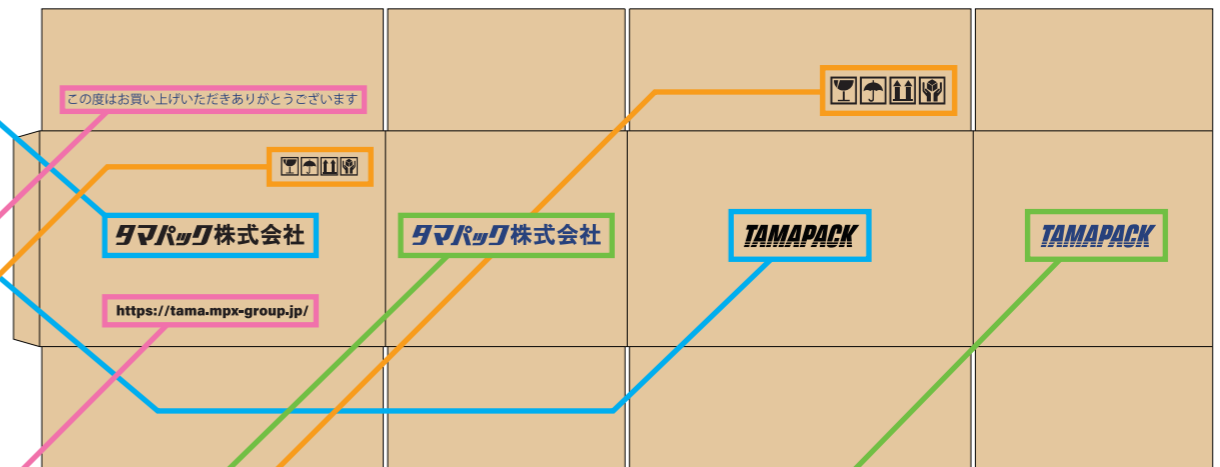 この度はお買い上げいただきありがとうございます
タマパック株式会社
タマパック株式会社
TAMAPACK
TAMAPACK
https://tama.mpx-group.jp/